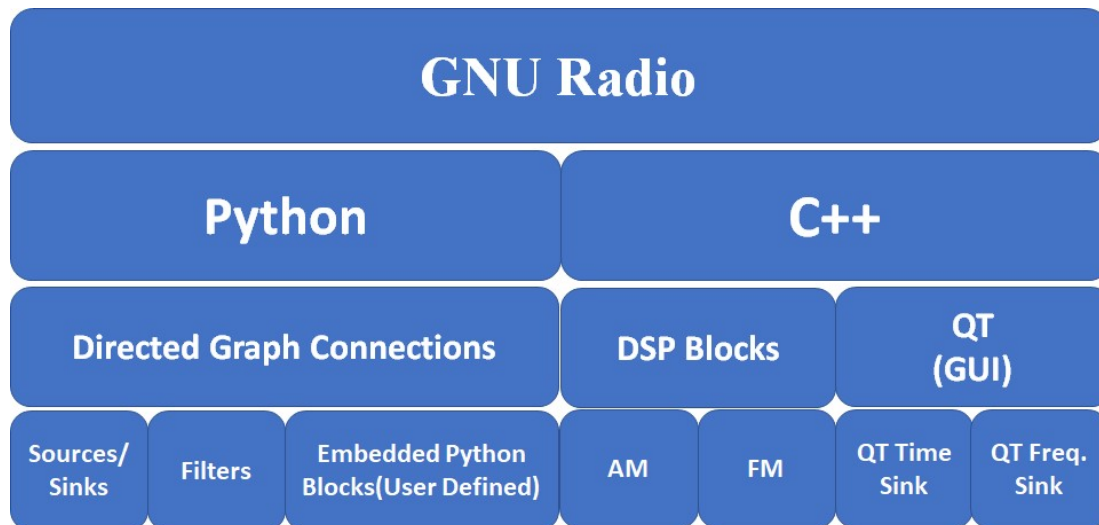 GNU Radio
Python
C++
Directed Graph Connections
DSP Blocks
QT
(GUI)
Sources/
Sinks
Filters
Embedded Python
Blocks(User Defined)
AM
FM
QT Time
Sink
QT Freq.
Sink